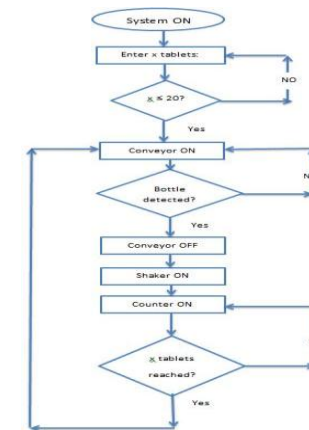 System ON
Enter x tablets:
NO
x ≤ 20?
Yes
Conveyor ON
Bottle
detected?
Yes
Conveyor OFF
Shaker ON
Counter ON
x tablets
reached?
Yes